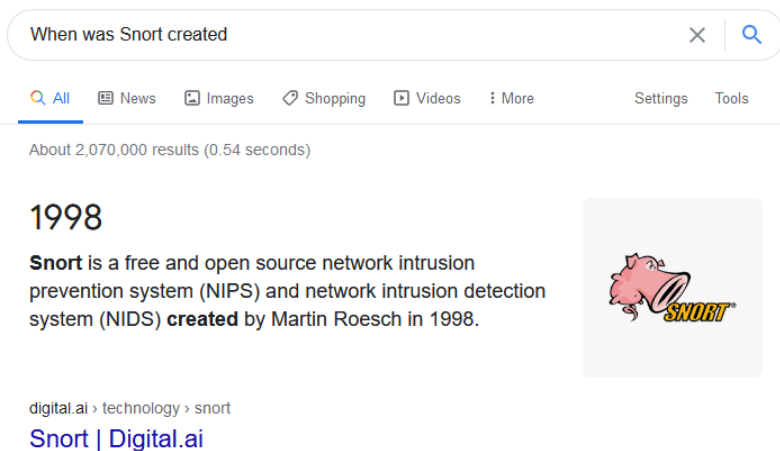 When was Snort created
All News Images Shopping Videos More Settings Tools
About 2,070,000 results (0.54 seconds)
1998
Snort is a free and open source network intrusion
prevention system (NIPS) and network intrusion detection
system (NIDS) created by Martin Roesch in 1998.
SNORT®
digital.ai › technology › snort
Snort | Digital.ai